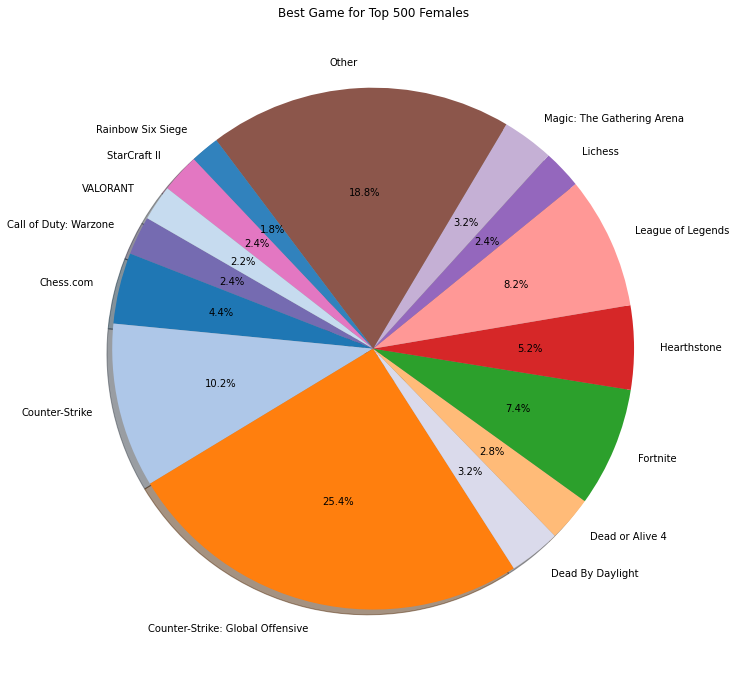 Best Game for Top 500 Females
Other
Magic: The Gathering Arena
Rainbow Six Siege
Lichess
StarCraft II
VALORANT
18.8%
Call of Duty: Warzone
1.8%
3.2%
League of Legends
2.4%
2.4%
2.2%
Chess.com
2.4%
8.2%
4.4%
5.2%
Hearthstone
10.2%
Counter-Strike
7.4%
2.8%
Fortnite
3.2%
25.4%
Dead or Alive 4
Dead By Daylight
Counter-Strike: Global Offensive